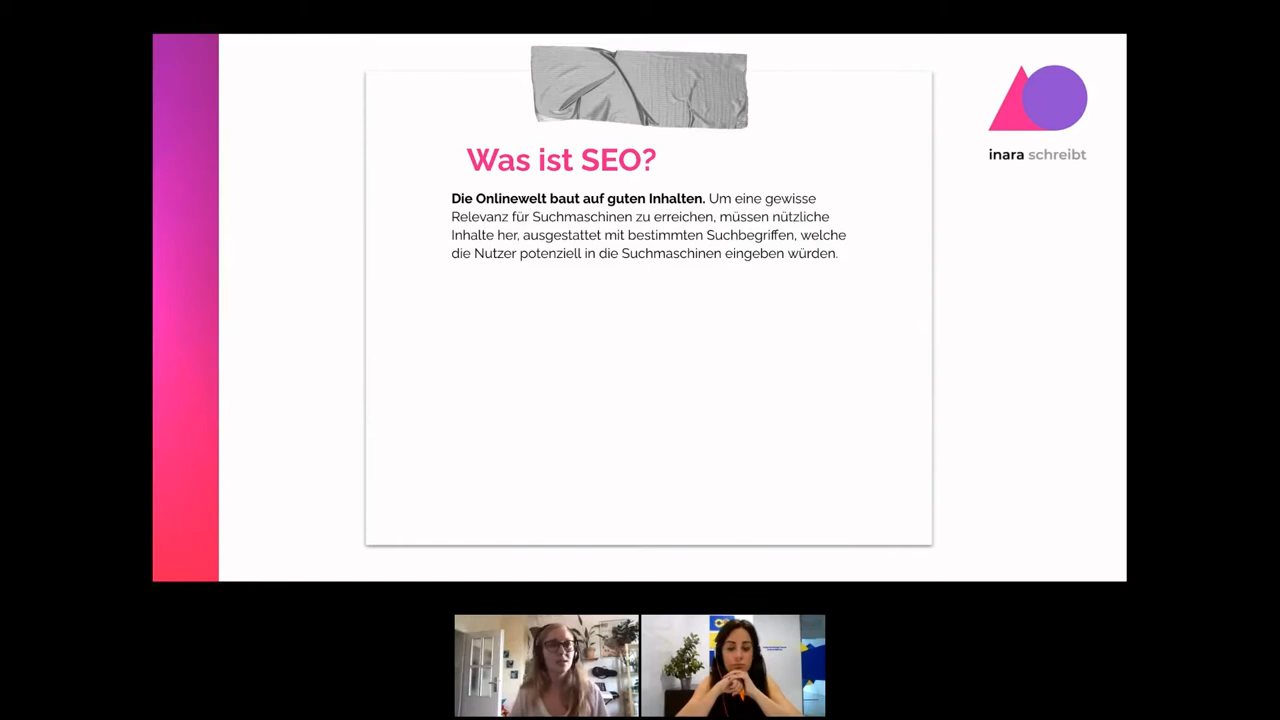 Was ist SEO?
Die Onlinewelt baut auf guten Inhalten. Um eine gewisse
Relevanz für Suchmaschinen zu erreichen, müssen nützliche
Inhalte her, ausgestattet mit bestimmten Suchbegriffen, welche
die Nutzer potenziell in die Suchmaschinen eingeben würden.
inara schreibt